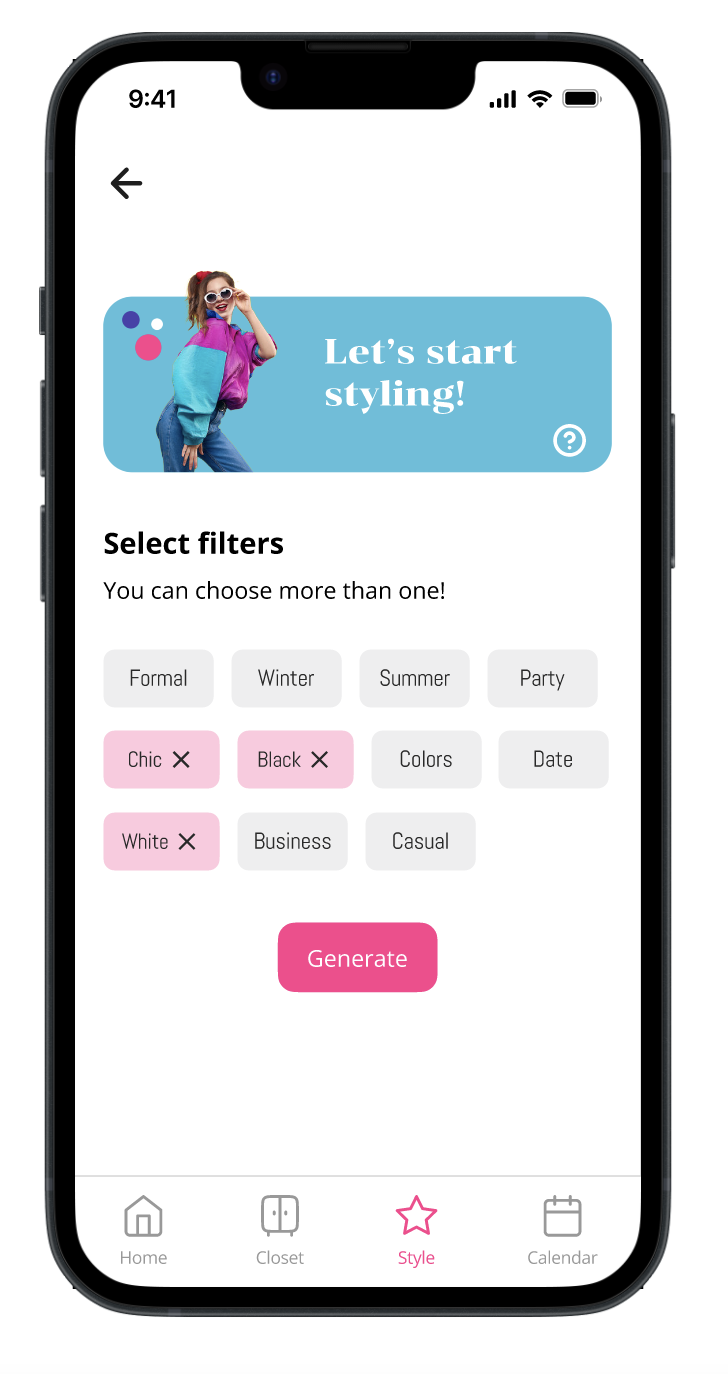 9:41
Let's start
styling!
Select filters
You can choose more than one!
Formal Winter Summer Party
Chic Black Colors Date
White Business Casual
Generate
Home Closet Style Calendar